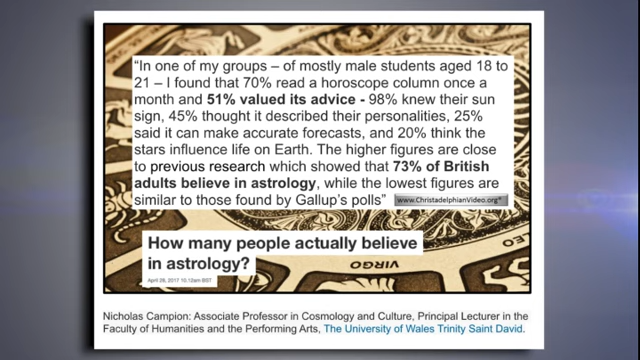 “In one of my groups – of mostly male students aged 18 to
21 – I found that 70% read a horoscope column once a
month and 51% valued its advice - 98% knew their sun
sign, 45% thought it described their personalities, 25%
said it can make accurate forecasts, and 20% think the
stars influence life on Earth. The higher figures are close
to previous research which showed that 73% of British
adults believe in astrology, while the lowest figures are
similar to those found by Gallup’s polls”
www.ChristadelphianVideo.org
How many people actually believe
in astrology?
April 28, 2017 10.12am BST
VIRGO
LEO
Nicholas Campion: Associate Professor in Cosmology and Culture, Principal Lecturer in the
Faculty of Humanities and the Performing Arts, The University of Wales Trinity Saint David.